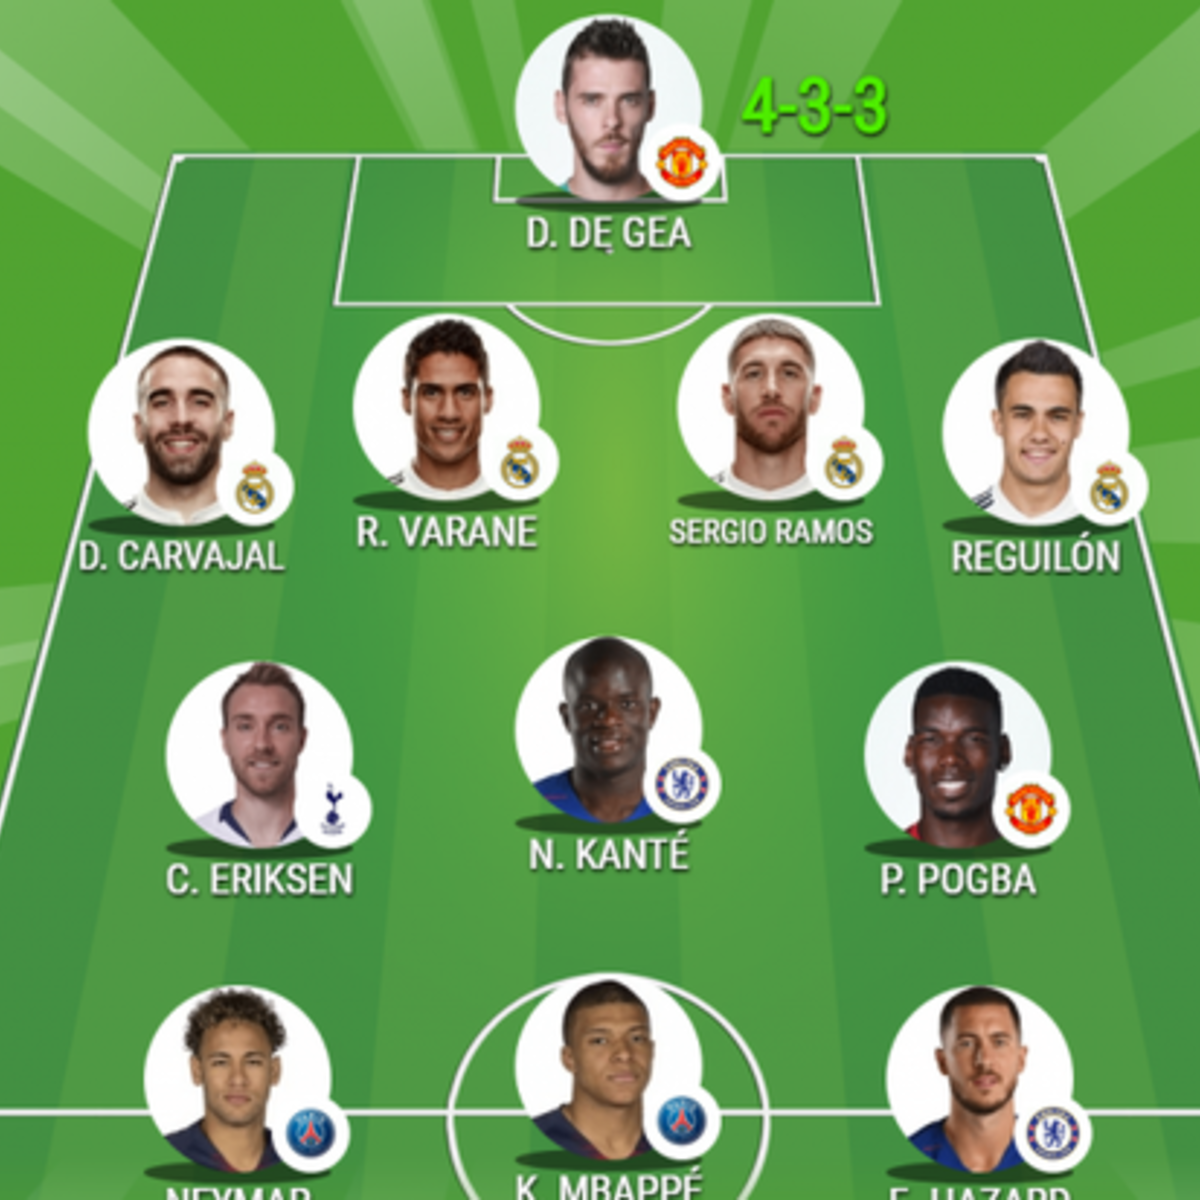 4-3-3
D. DE GEA
R. VARANE
SERGIO RAMOS
D. CARVAJAL
REGUILÓN
C. ERIKSEN
N. KANTÉ
P. POGBA
NEYMAR
K. MBAPPÉ
E. HAZARD